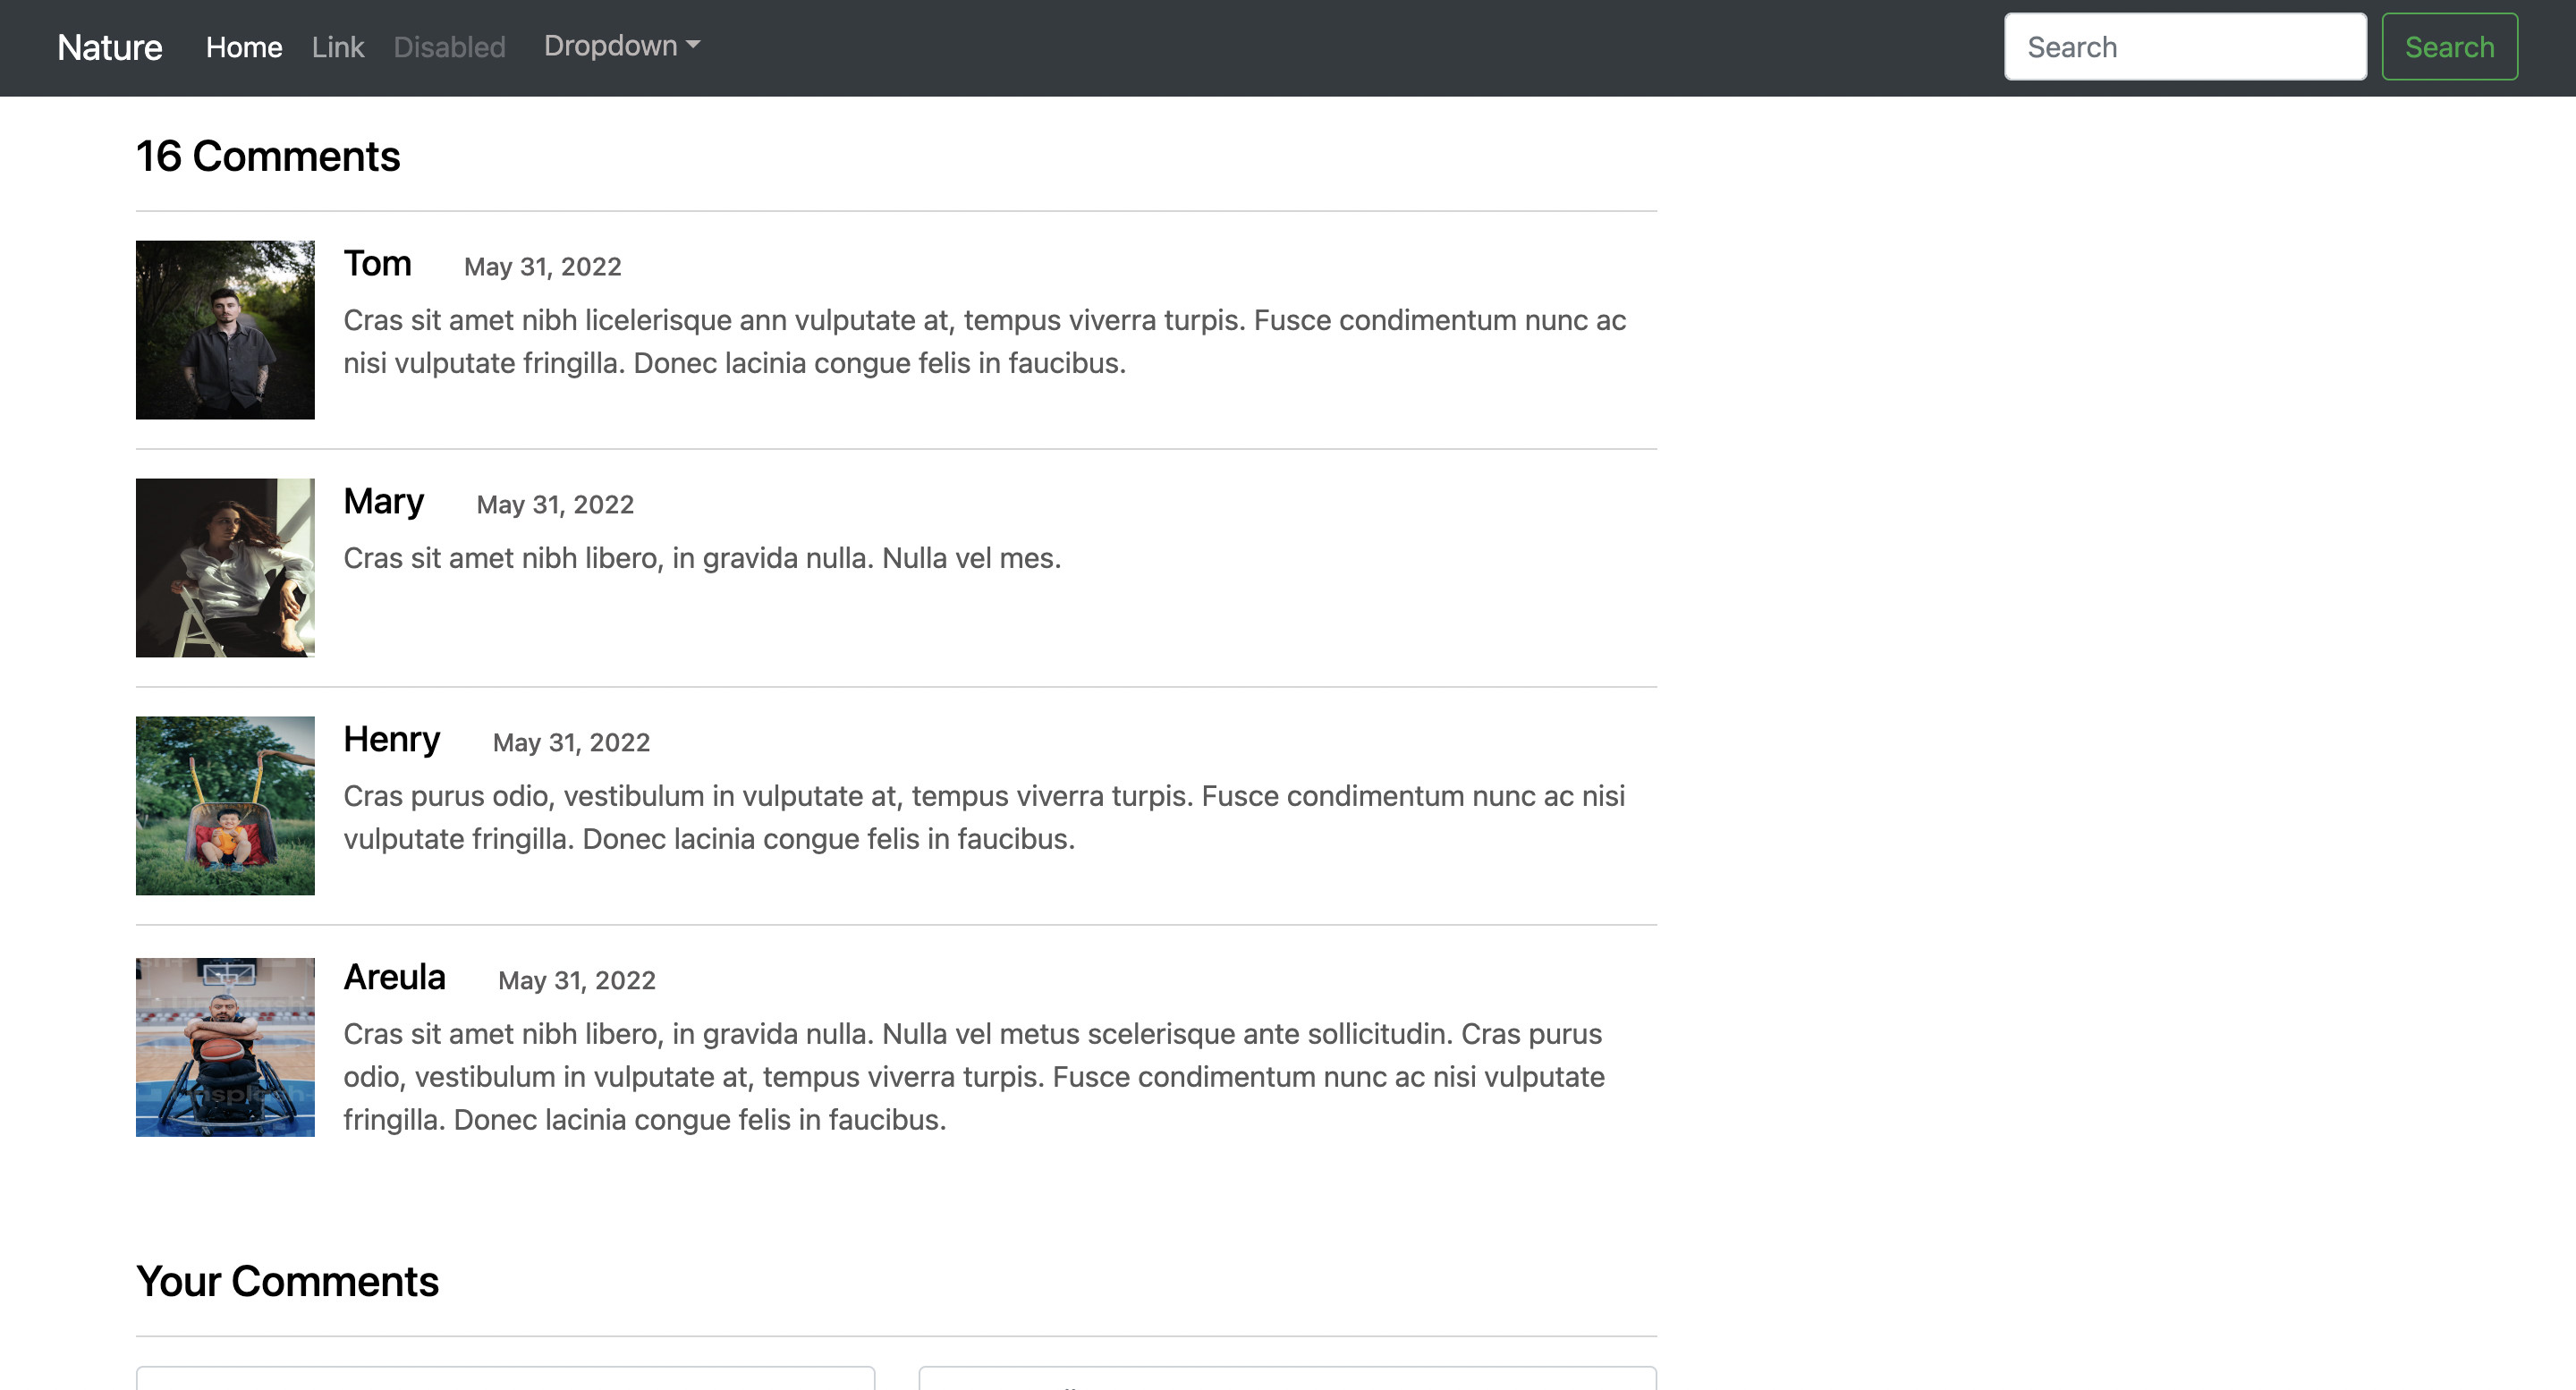 Nature Home Link Disabled Dropdown Search Search
16 Comments
Tom May 31, 2022
Cras sit amet nibh licelerisque ann vulputate at, tempus viverra turpis. Fusce condimentum nunc ac
nisi vulputate fringilla. Donec lacinia congue felis in faucibus.
Mary May 31, 2022
Cras sit amet nibh libero, in gravida nulla. Nulla vel mes.
Henry May 31, 2022
Cras purus odio, vestibulum in vulputate at, tempus viverra turpis. Fusce condimentum nunc ac nisi
vulputate fringilla. Donec lacinia congue felis in faucibus.
Areula May 31, 2022
Cras sit amet nibh libero, in gravida nulla. Nulla vel metus scelerisque ante sollicitudin. Cras purus
odio, vestibulum in vulputate at, tempus viverra turpis. Fusce condimentum nunc ac nisi vulputate
fringilla. Donec lacinia congue felis in faucibus.
Your Comments